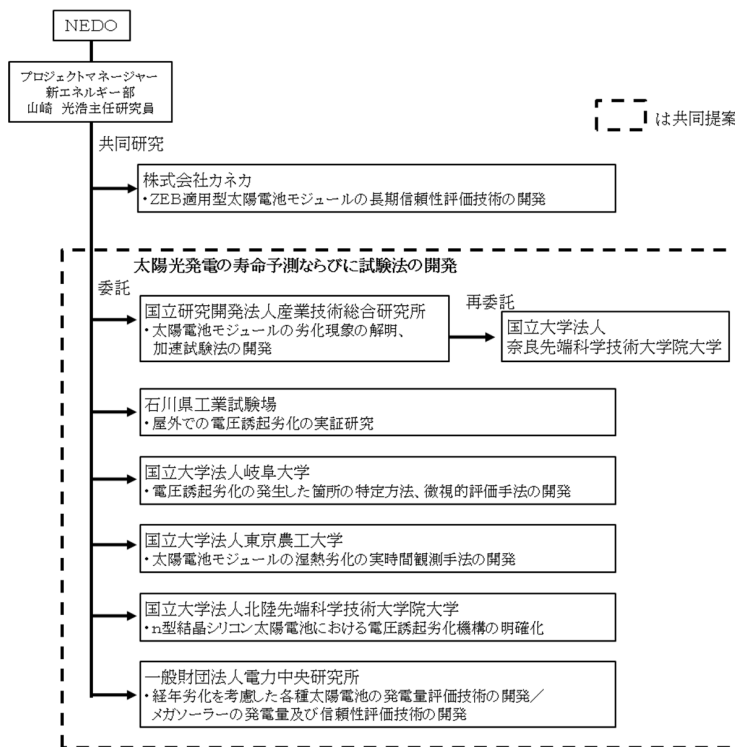 NEDO
プロジェクトマネージャー
新エネルギー部
山崎　光浩主任研究員
は共同提案
共同研究
株式会社カネカ
・ZEB適用型太陽電池モジュールの長期信頼性評価技術の開発
太陽光発電の寿命予測ならびに試験法の開発
委託
国立研究開発法人産業技術総合研究所
・太陽電池モジュールの劣化現象の解明、
加速試験法の開発
再委託
国立大学法人
奈良先端科学技術大学院大学
石川県工業試験場
・屋外での電圧誘起劣化の実証研究
国立大学法人岐阜大学
・電圧誘起劣化の発生した箇所の特定方法、微視的評価手法の開発
国立大学法人東京農工大学
・太陽電池モジュールの湿熱劣化の実時間観測手法の開発
国立大学法人北陸先端科学技術大学院大学
・n型結晶シリコン太陽電池における電圧誘起劣化機構の明確化
一般財団法人電力中央研究所
・経年劣化を考慮した各種太陽電池の発電量評価技術の開発／
メガソーラーの発電量及び信頼性評価技術の開発